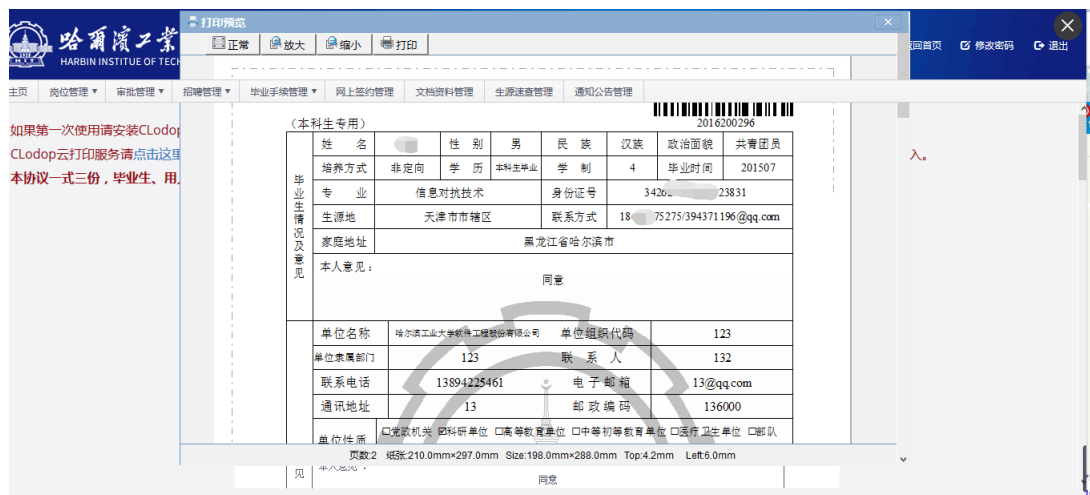 打印预览
正常 放大 缩小 打印
哈尔滨工业
HARBIN INSTITUE OF TECH
回首页 修改密码 退出
主页 岗位管理 审批管理 招聘管理 毕业手续管理 网上签约管理 文档资料管理 生源速查管理 通知公告管理
如果第一次使用请安装CLodop
CLodop云打印服务请点击这里
入。
本协议一式三份，毕业生、用
（本科生专用）
2016200296
毕业生情况及意见
姓 名 性 别 男 民 族 汉族 政治面貌 共青团员
培养方式 非定向 学 历 本科生毕业 学 制 4 毕业时间 201507
专 业 信息对抗技术 身份证号 34262 23831
生源地 天津市市辖区 联系方式 18 75275/394371196@qq.com
家庭地址 黑龙江省哈尔滨市
本人意见：
同意
单位名称 哈尔滨工业大学软件工程股份有限公司 单位组织代码 123
单位隶属部门 123 联 系 人 132
联系电话 13894225461 电子邮箱 13@qq.com
通讯地址 13 邮政编码 136000
单位性质 □党政机关 ☑科研单位 □高等教育单位 □中等初等教育单位 □医疗卫生单位 □部队
页数:2 纸张:210.0mm×297.0mm Size:198.0mm×288.0mm Top:4.2mm Left:6.0mm
见 本人意见：
同意